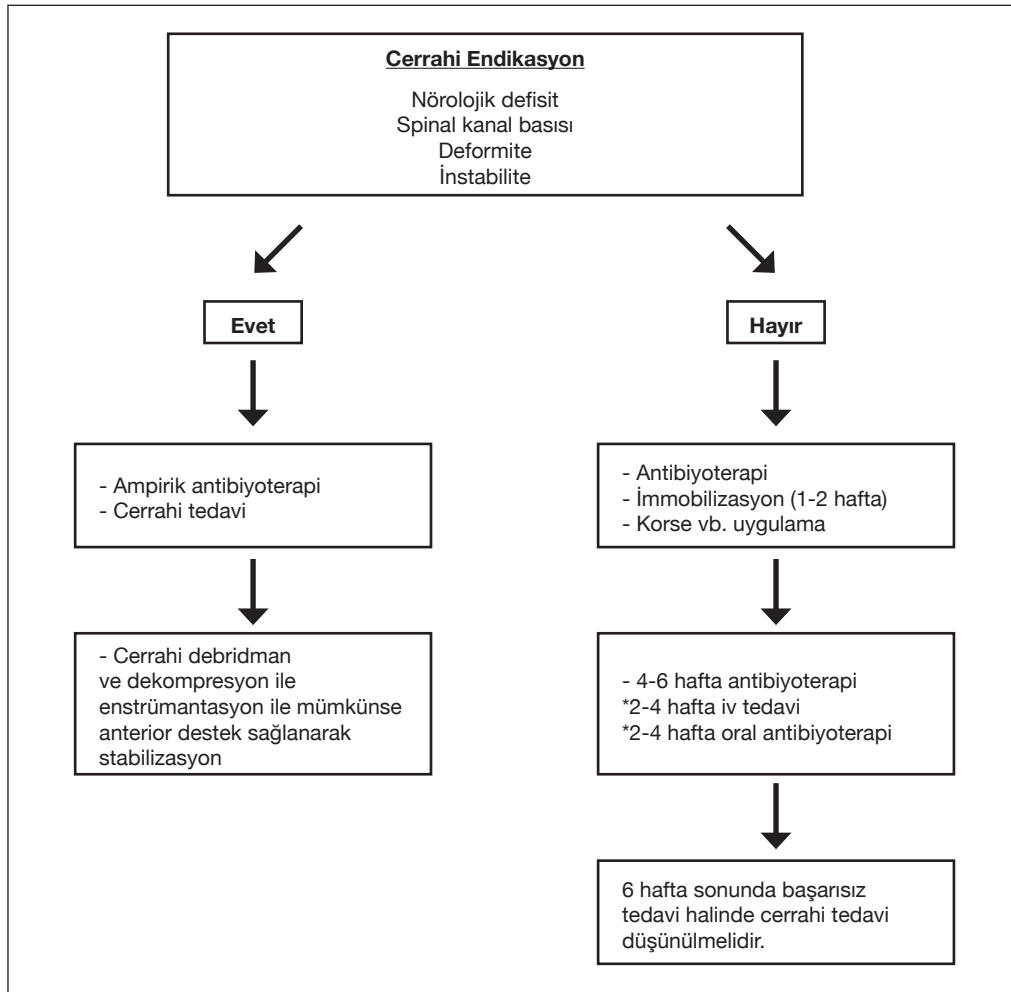 Cerrahi Endikasyon
Nörolojik defisit
Spinal kanal basısı
Deformite
İnstabilite
Evet
Hayır
- Ampirik antibiyoterapi
- Cerrahi tedavi
- Antibiyoterapi
- İmmobilizasyon (1-2 hafta)
- Korse vb. uygulama
- Cerrahi debridman
ve dekompresyon ile
enstrümantasyon ile mümkünse
anterior destek sağlanarak
stabilizasyon
- 4-6 hafta antibiyoterapi
*2-4 hafta iv tedavi
*2-4 hafta oral antibiyoterapi
6 hafta sonunda başarısız
tedavi halinde cerrahi tedavi
düşünülmelidir.